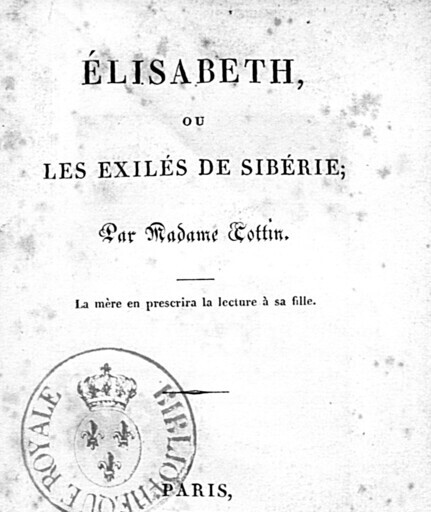 ÉLISABETH,
OU
LES EXILÉS DE SIBÉRIE;
Par Madame Cottin.
La mère en prescrira la lecture à sa fille.
BIBLIOTHEQUE ROYALE
PARIS,